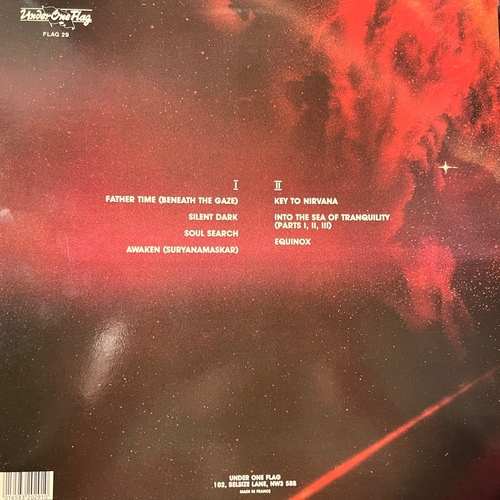 Under One Flag
FLAG 29
I
FATHER TIME (BENEATH THE GAZE)
SILENT DARK
SOUL SEARCH
AWAKEN (SURYANAMASKAR)
II
KEY TO NIRVANA
INTO THE SEA OF TRANQUILITY
(PARTS I, II, III)
EQUINOX
UNDER ONE FLAG
102, BELSIZE LANE, NW3 5BB
MADE IN FRANCE